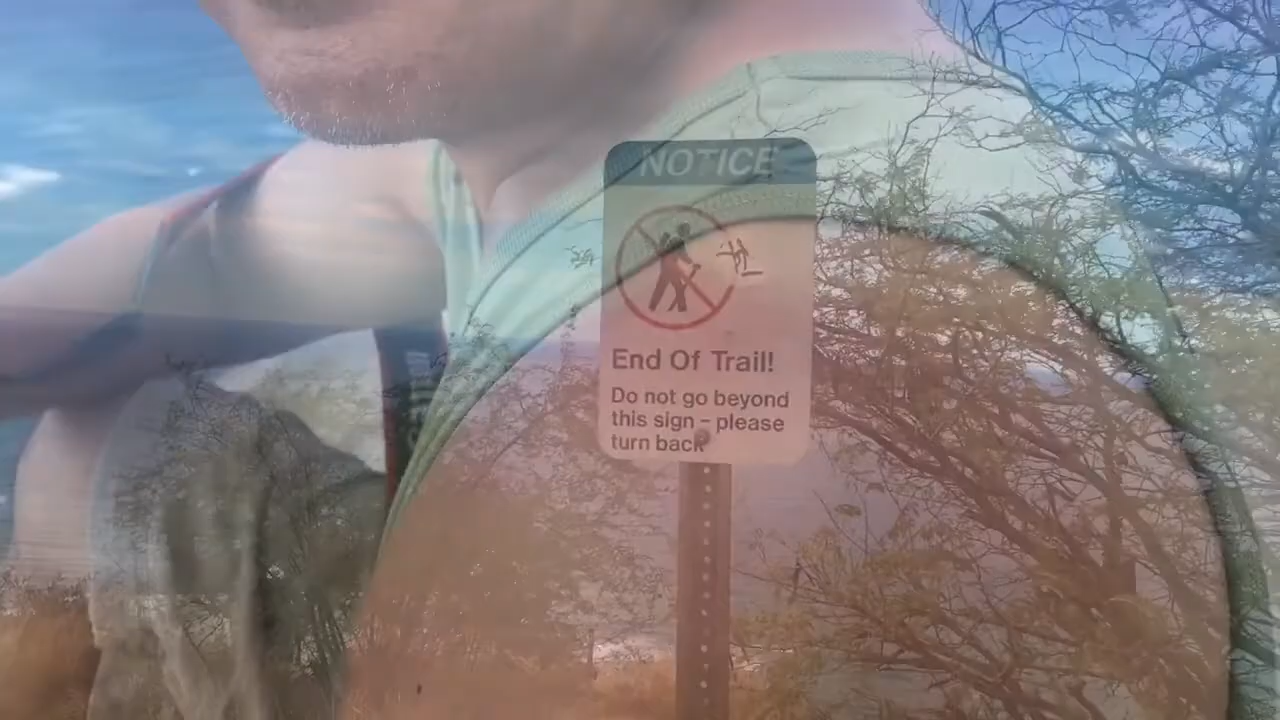 NOTICE
End Of Trail!
Do not go beyond
this sign - please
turn back